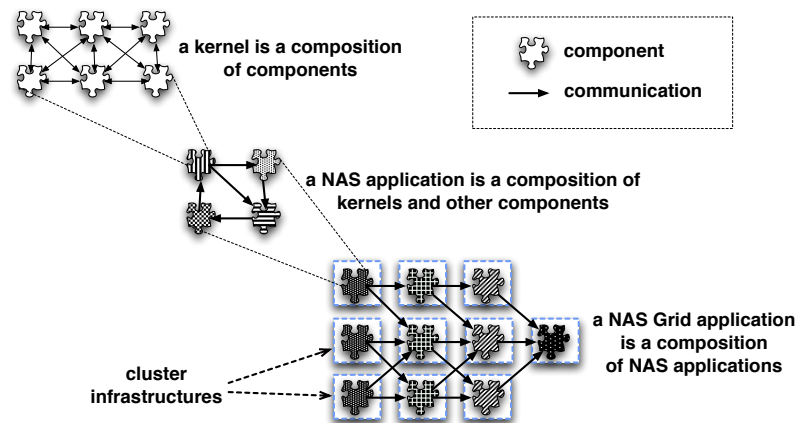 a kernel is a composition
of components
component
communication
a NAS application is a composition of
kernels and other components
a NAS Grid application
is a composition
of NAS applications
cluster
infrastructures